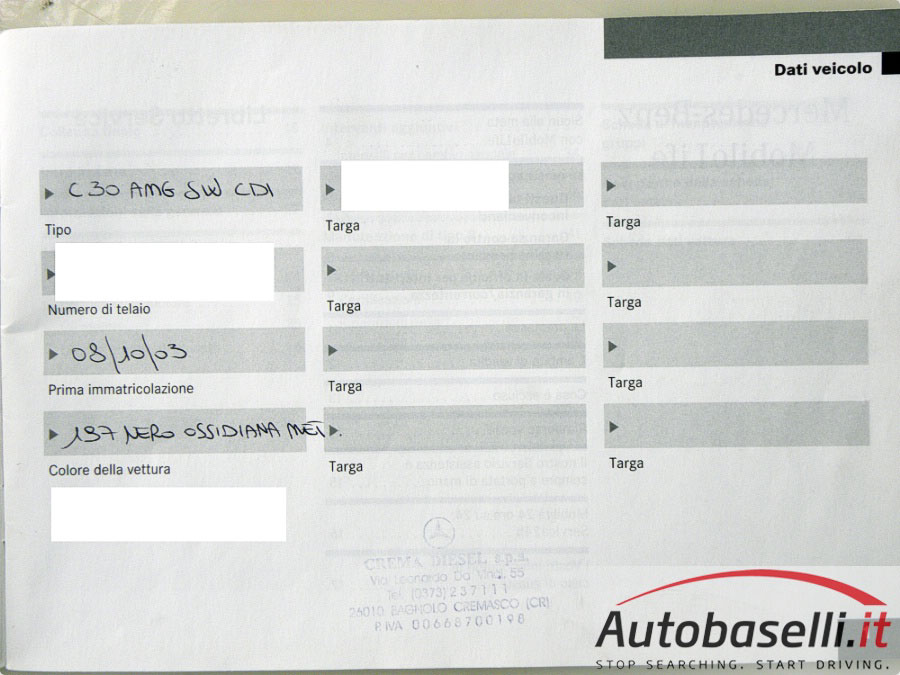 Dati veicolo
C30 AMG SW CDI
Tipo
Targa
Targa
Numero di telaio
Targa
Targa
08/10/03
Prima immatricolazione
Targa
Targa
197 NERO OSSIDIANA MET.
Colore della vettura
Targa
Targa
CREMA DIESEL s.p.a.
Via Leonardo Da Vinci, 55
Tel. (0373) 237111
26010 BAGNOLO CREMASCO (CR)
P. IVA 00668700198
Autobaselli.it
STOP SEARCHING. START DRIVING.